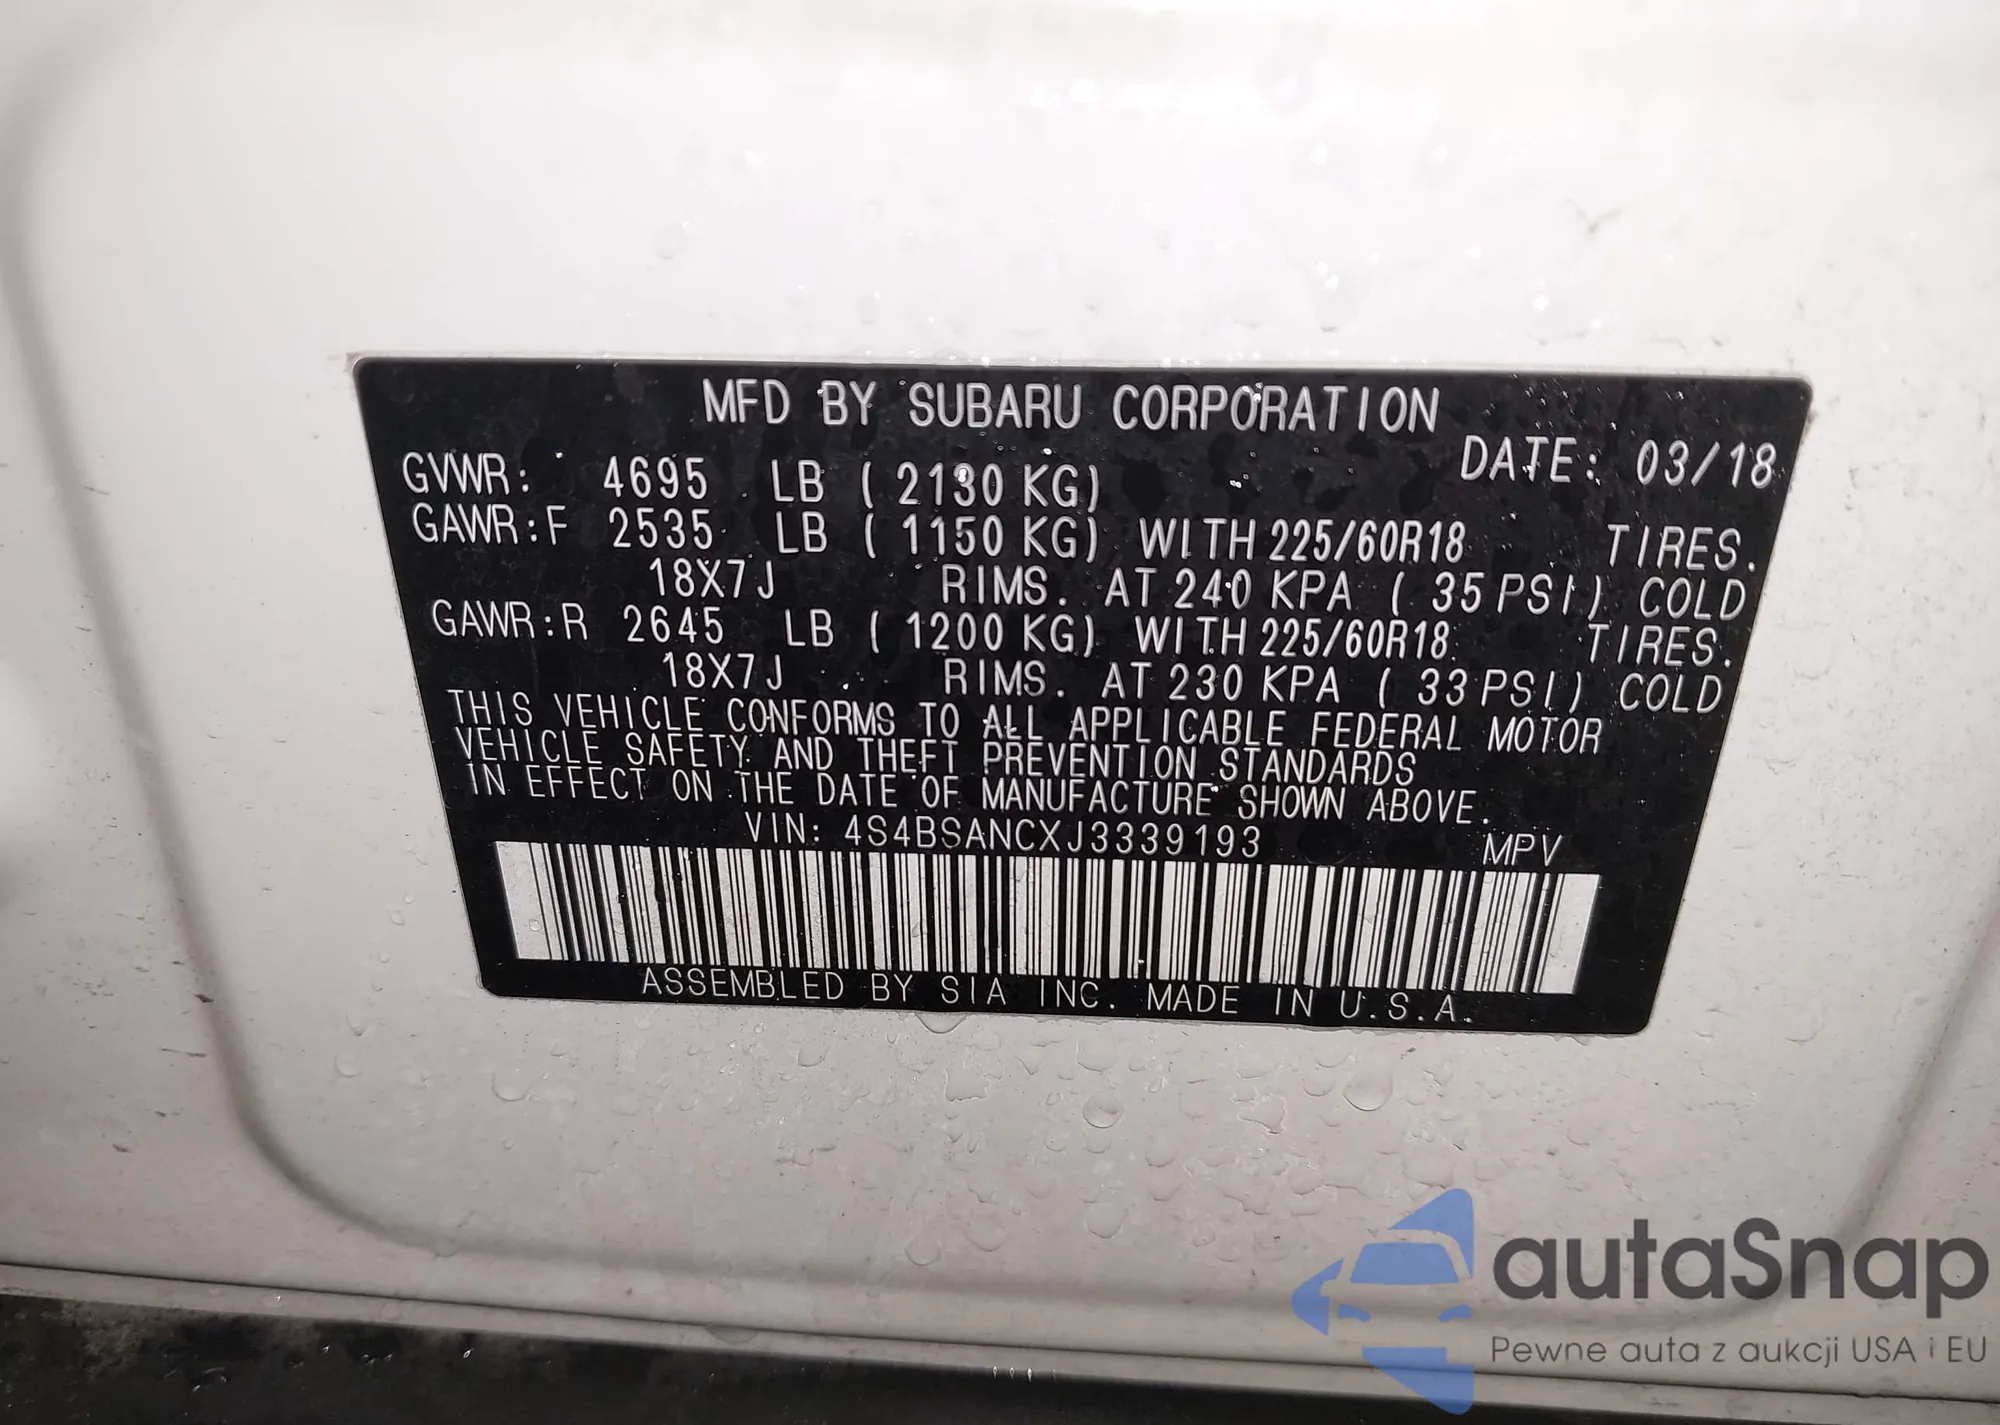 MFD BY SUBARU CORPORATION
DATE: 03/18
GVWR: 4695 LB ( 2130 KG)
GAWR:F 2535 LB ( 1150 KG) WITH 225/60R18 TIRES.
18X7J RIMS. AT 240 KPA ( 35 PSI) COLD
GAWR:R 2645 LB ( 1200 KG) WITH 225/60R18 TIRES.
18X7J RIMS. AT 230 KPA ( 33 PSI) COLD
THIS VEHICLE CONFORMS TO ALL APPLICABLE FEDERAL MOTOR
VEHICLE SAFETY AND THEFT PREVENTION STANDARDS
IN EFFECT ON THE DATE OF MANUFACTURE SHOWN ABOVE.
VIN: 4S4BSANCXJ3339193 MPV
ASSEMBLED BY SIA INC. MADE IN U.S.A.
autaSnap
Pewne auta z aukcji USA i EU